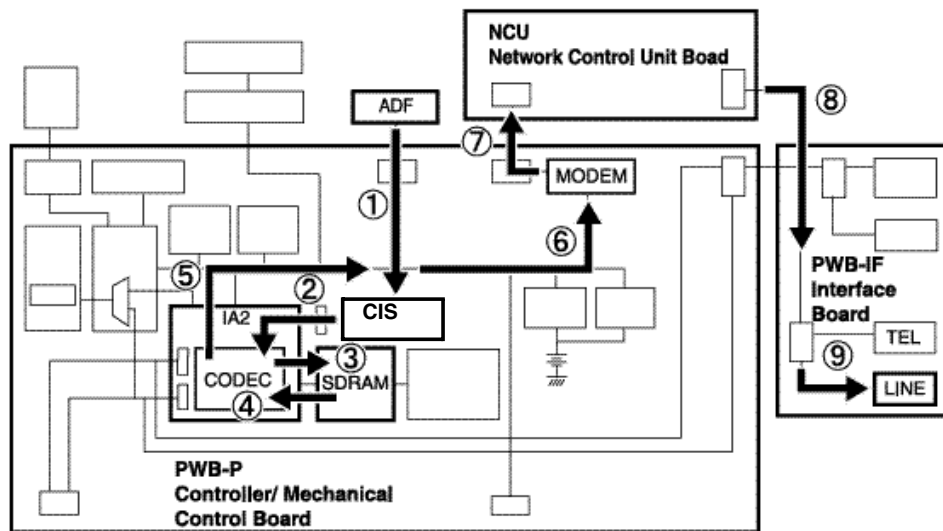 NCU
Network Control Unit Boad
⑧
ADF
⑦
MODEM
①
⑥
⑤
②
PWB-IF
Interface
Board
IA2
CIS
③
TEL
CODEC
SDRAM
⑨
④
LINE
PWB-P
Controller/ Mechanical
Control Board